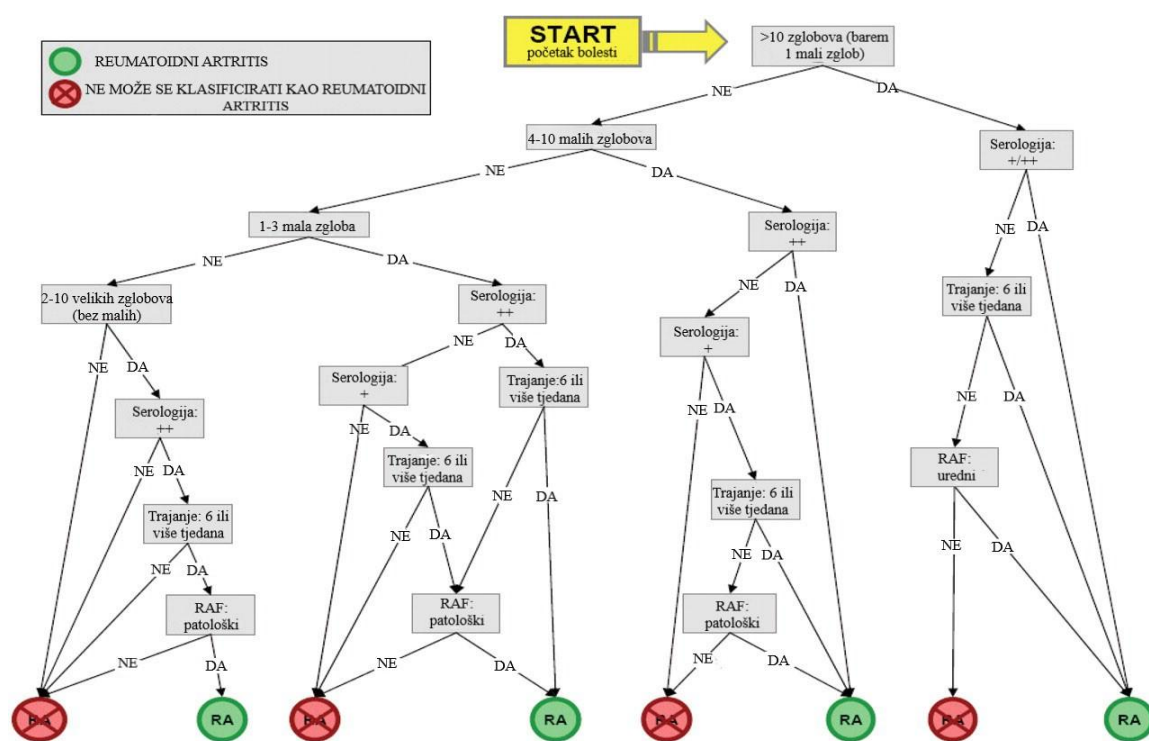 START
početak bolesti
>10 zglobova (barem
1 mali zglob)
REUMATOIDNI ARTRITIS
NE MOŽE SE KLASIFICIRATI KAO REUMATOIDNI
ARTRITIS
NE
DA
4-10 malih zglobova
Serologija:
+/++
NE
DA
1-3 mala zgloba
Serologija:
++
NE
DA
NE
DA
NE
DA
2-10 velikih zglobova
(bez malih)
Serologija:
++
Serologija:
+
Trajanje: 6 ili
više tjedana
NE
DA
NE
DA
NE
DA
NE
DA
Serologija:
++
Serologija:
+
Trajanje:6 ili
više tjedana
NE
DA
NE
DA
Trajanje: 6 ili
više tjedana
RAF:
uredni
NE
DA
Trajanje: 6 ili
više tjedana
NE
DA
Trajanje: 6 ili
više tjedana
NE
DA
NE
DA
NE
DA
NE
DA
RAF:
patološki
RAF:
patološki
RAF:
patološki
NE
DA
NE
DA
NE
DA
RA
RA
RA
RA
RA
RA
RA
RA